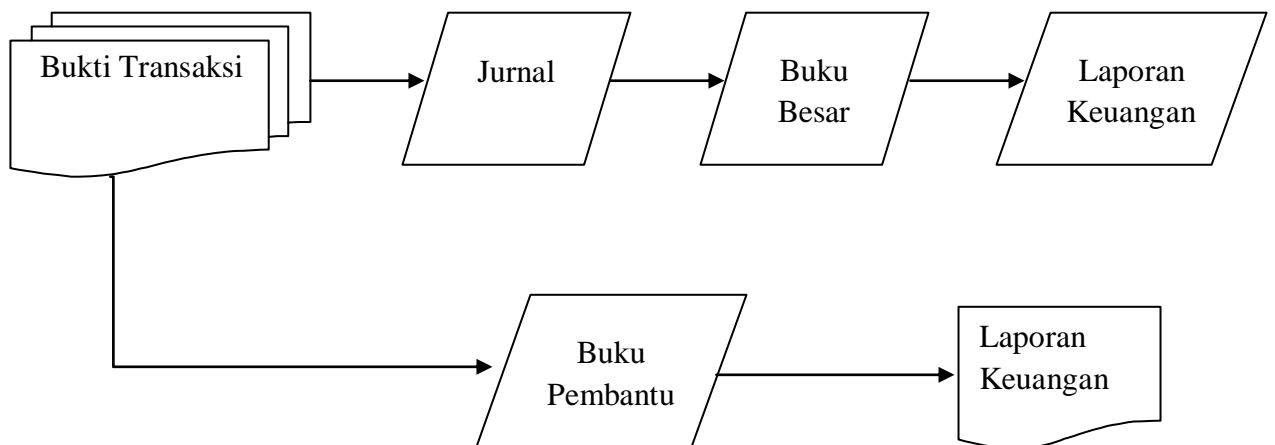 Bukti Transaksi
Jurnal
Buku
Besar
Laporan
Keuangan
Buku
Pembantu
Laporan
Keuangan